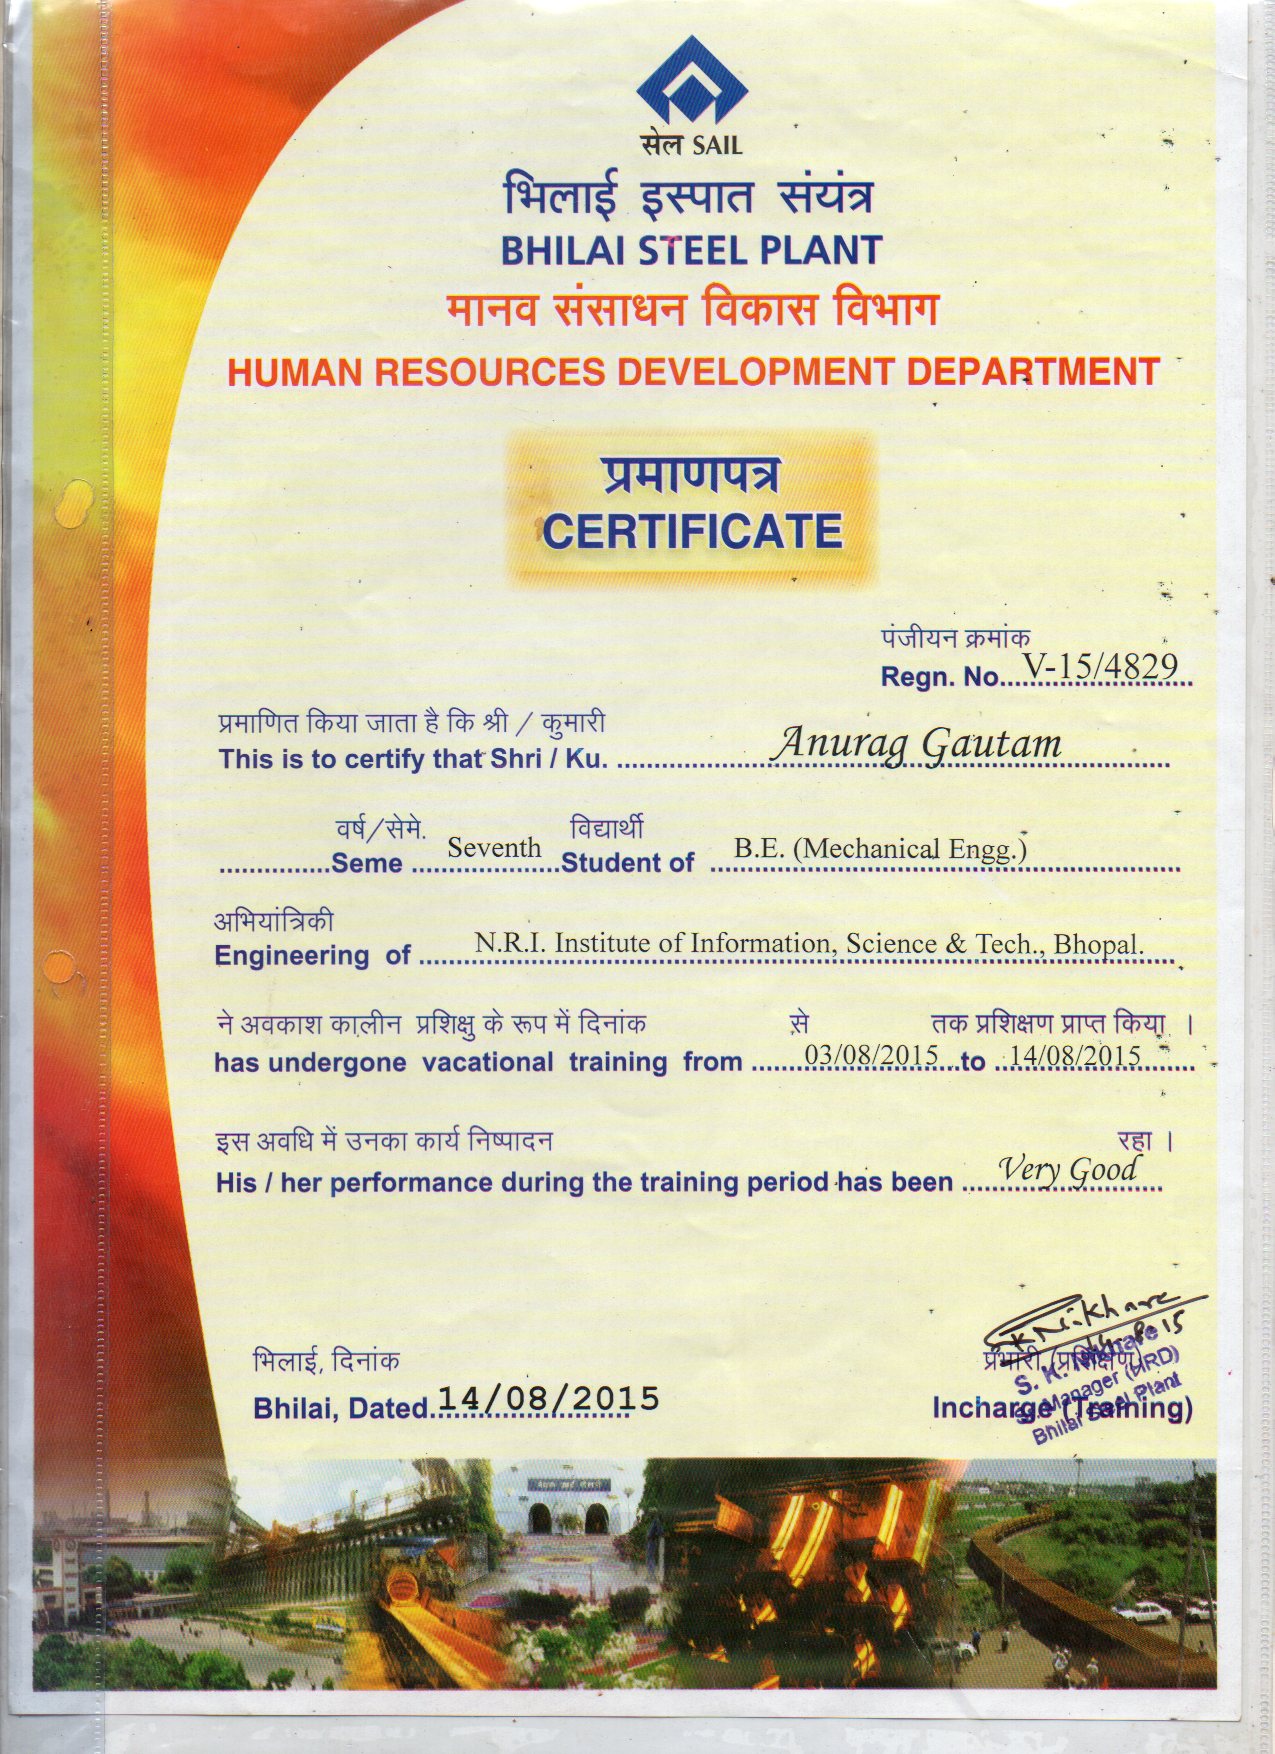 सेल SAIL
भिलाई इस्पात संयंत्र
BHILAI STEEL PLANT
मानव संसाधन विकास विभाग
HUMAN RESOURCES DEVELOPMENT DEPARTMENT
प्रमाणपत्र
CERTIFICATE
पंजीयन क्रमांक
Regn. No. V-15/4829
प्रमाणित किया जाता है कि श्री / कुमारी
This is to certify that Shri / Ku. Anurag Gautam
वर्ष/सेमे. विद्यार्थी
Seme Seventh Student of B.E. (Mechanical Engg.)
अभियांत्रिकी
Engineering of N.R.I. Institute of Information, Science & Tech., Bhopal.
ने अवकाश कालीन प्रशिक्षु के रूप में दिनांक से तक प्रशिक्षण प्राप्त किया ।
has undergone vacational training from 03/08/2015 to 14/08/2015
इस अवधि में उनका कार्य निष्पादन रहा ।
His / her performance during the training period has been Very Good
SKNikhare
14-8-15
भिलाई, दिनांक प्रभारी (प्रशिक्षण)
S. K. Nikhare
Sr. Manager (HRD)
Bhilai Steel Plant
Bhilai, Dated. 14/08/2015 Incharge (Training)